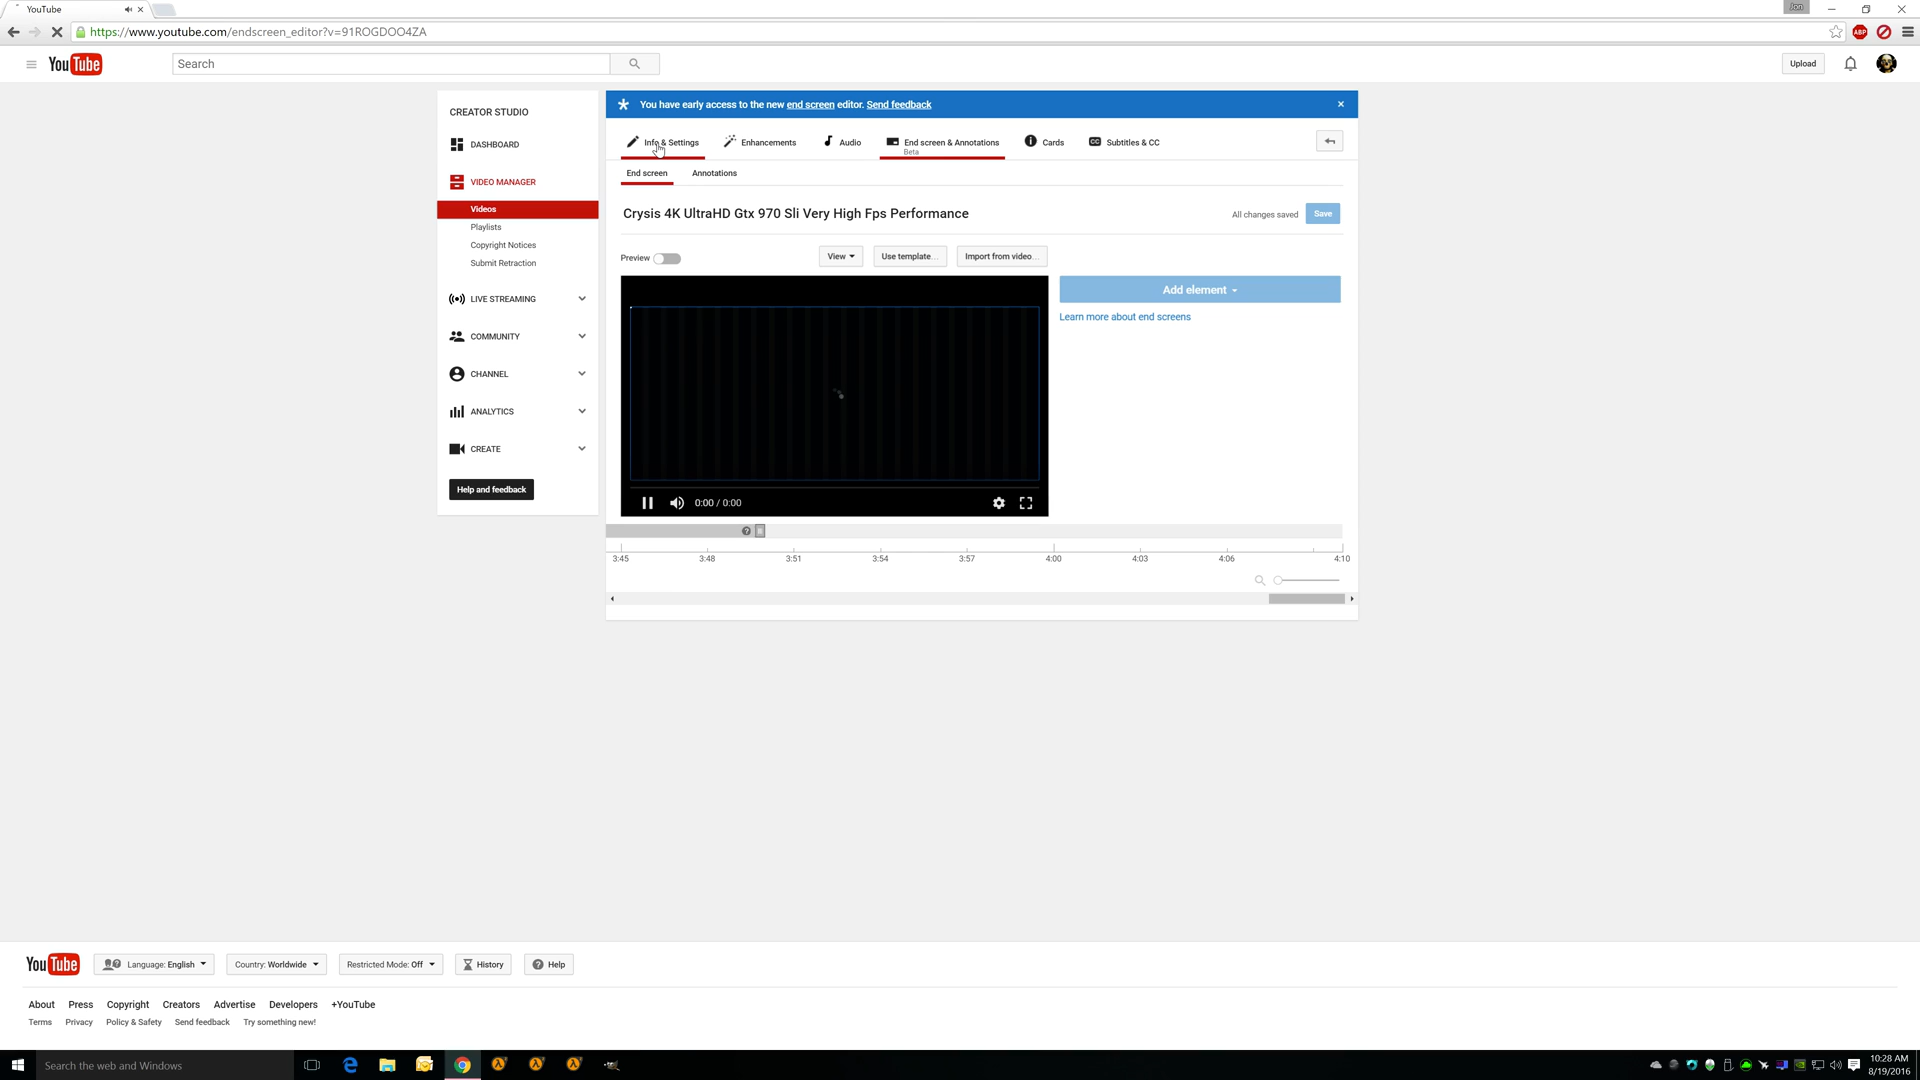 YouTube
Jon
https://www.youtube.com/endscreen_editor?v=91ROGDOO4ZA
ABP
YouTube
Search
Upload
CREATOR STUDIO
DASHBOARD
VIDEO MANAGER
Videos
Playlists
Copyright Notices
Submit Retraction
LIVE STREAMING
COMMUNITY
CHANNEL
ANALYTICS
CREATE
Help and feedback
You have early access to the new end screen editor. Send feedback
Info & Settings
Enhancements
Audio
End screen & Annotations
Beta
Cards
CC Subtitles & CC
End screen
Annotations
Crysis 4K UltraHD Gtx 970 Sli Very High Fps Performance
All changes saved
Save
Preview
View
Use template...
Import from video...
Add element
Learn more about end screens
0:00 / 0:00
3:45 3:48 3:51 3:54 3:57 4:00 4:03 4:06 4:10
YouTube
Language: English
Country: Worldwide
Restricted Mode: Off
History
Help
About Press Copyright Creators Advertise Developers +YouTube
Terms Privacy Policy & Safety Send feedback Try something new!
Search the web and Windows
10:28 AM
8/19/2016